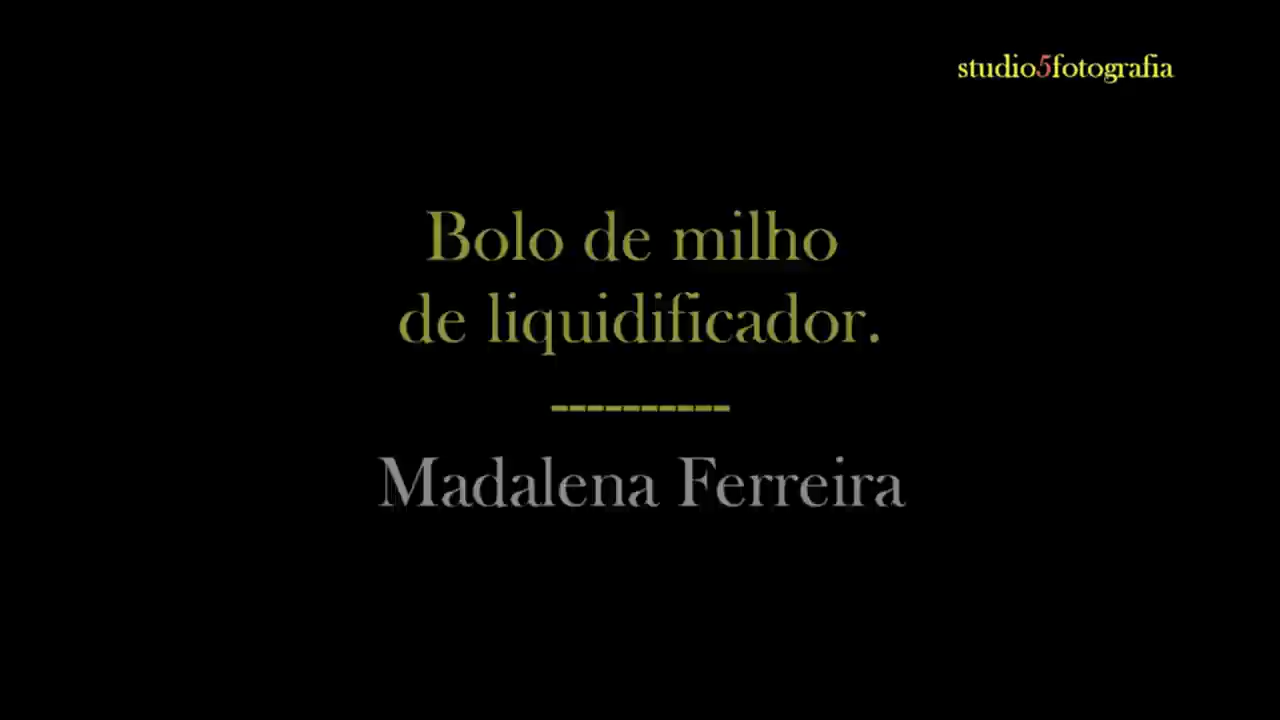 studio5fotografia
Bolo de milho
de liquidificador.
----------
Madalena Ferreira